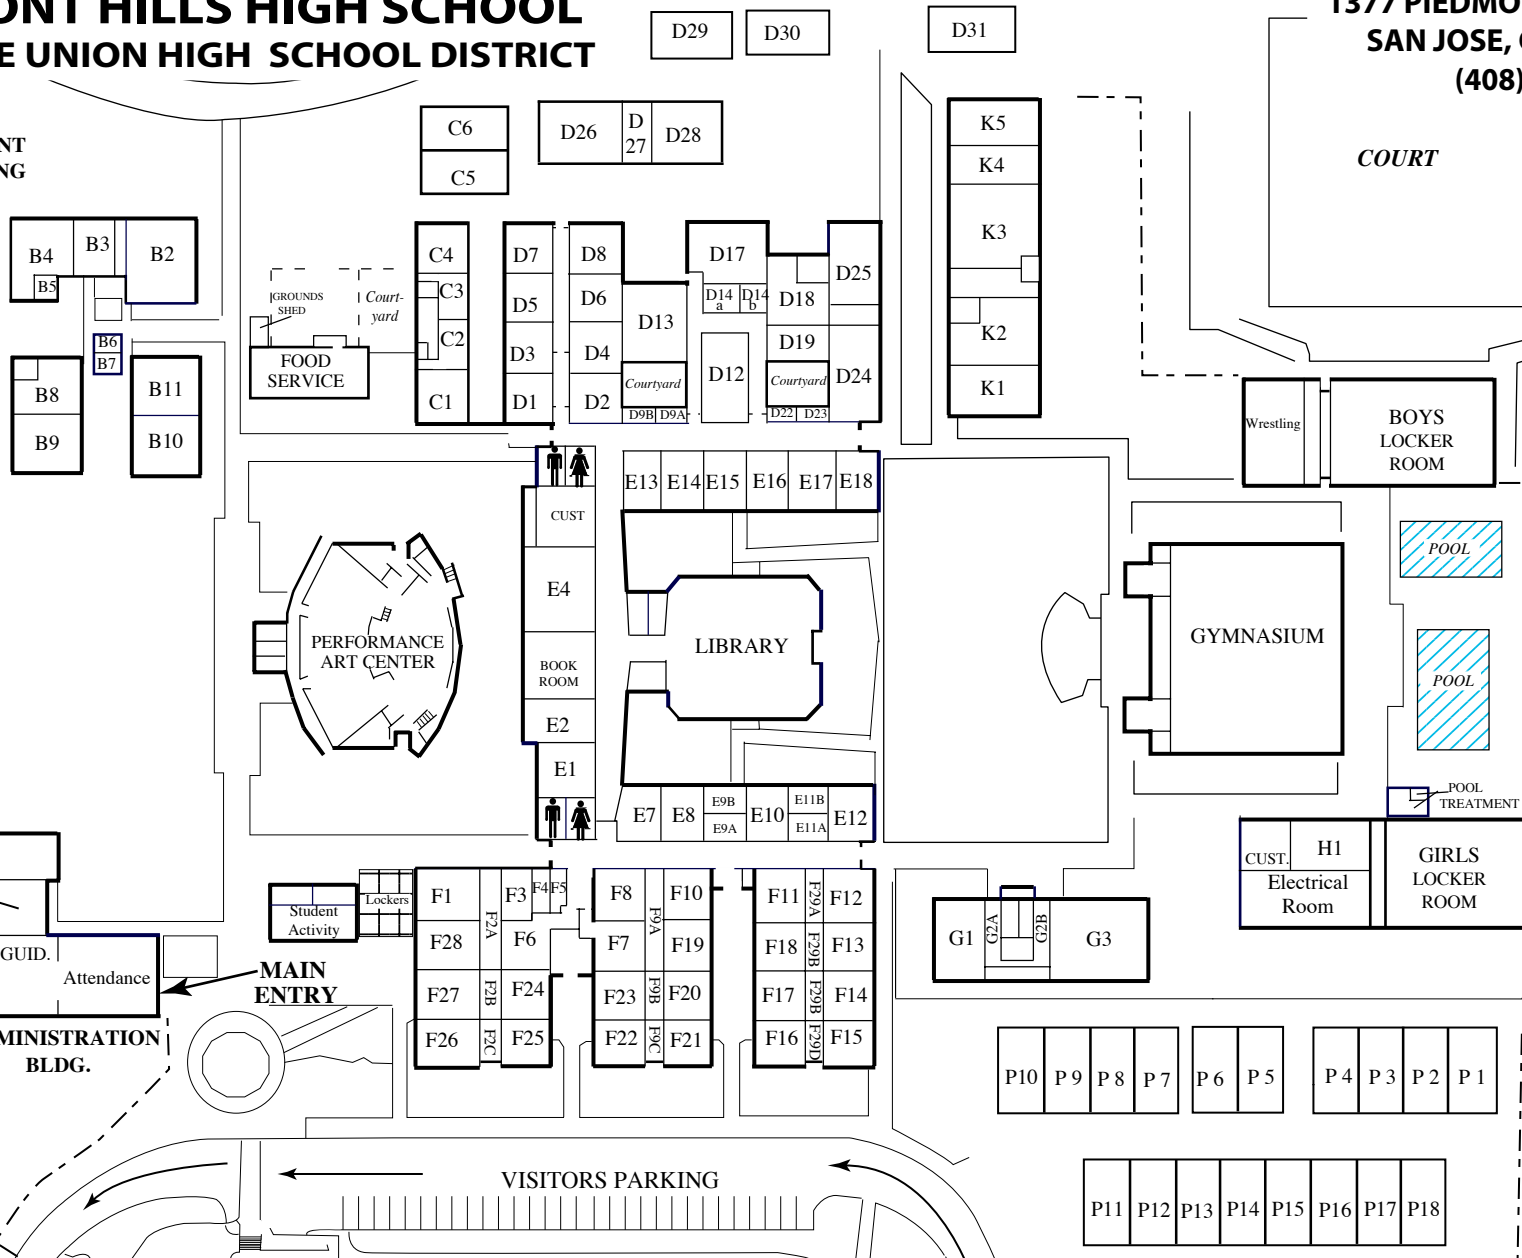 ONT HILLS HIGH SCHOOL
E UNION HIGH SCHOOL DISTRICT
1377 PIEDMO
SAN JOSE,
(408)
D29
D30
D31
C6
C5
D26
D
27
D28
K5
K4
K3
K2
K1
COURT
NT
NG
B4
B3
B2
B5
B6
B7
B8
B9
B11
B10
GROUNDS
SHED
Court-
yard
FOOD
SERVICE
C4
C3
C2
C1
D7
D5
D3
D1
D8
D6
D4
D2
D13
Courtyard
D9B
D9A
D17
D14
a
D14
b
D12
D18
D19
Courtyard
D22
D23
D25
D24
Wrestling
BOYS
LOCKER
ROOM
CUST
E4
BOOK
ROOM
E2
E1
E13
E14
E15
E16
E17
E18
PERFORMANCE
ART CENTER
LIBRARY
GYMNASIUM
POOL
POOL
POOL
TREATMENT
E7
E8
E9B
E9A
E10
E11B
E11A
E12
CUST.
H1
Electrical
Room
GIRLS
LOCKER
ROOM
Student
Activity
Lockers
F1
F28
F27
F26
F2A
F2B
F2C
F3
F4
F5
F6
F24
F25
F8
F7
F23
F22
F9A
F9B
F9C
F10
F19
F20
F21
F11
F18
F17
F16
F29A
F29B
F29B
F29D
F12
F13
F14
F15
G1
G2A
G2B
G3
GUID.
Attendance
MAIN
ENTRY
MINISTRATION
BLDG.
P10
P 9
P 8
P 7
P 6
P 5
P 4
P 3
P 2
P 1
VISITORS PARKING
P11
P12
P13
P14
P15
P16
P17
P18